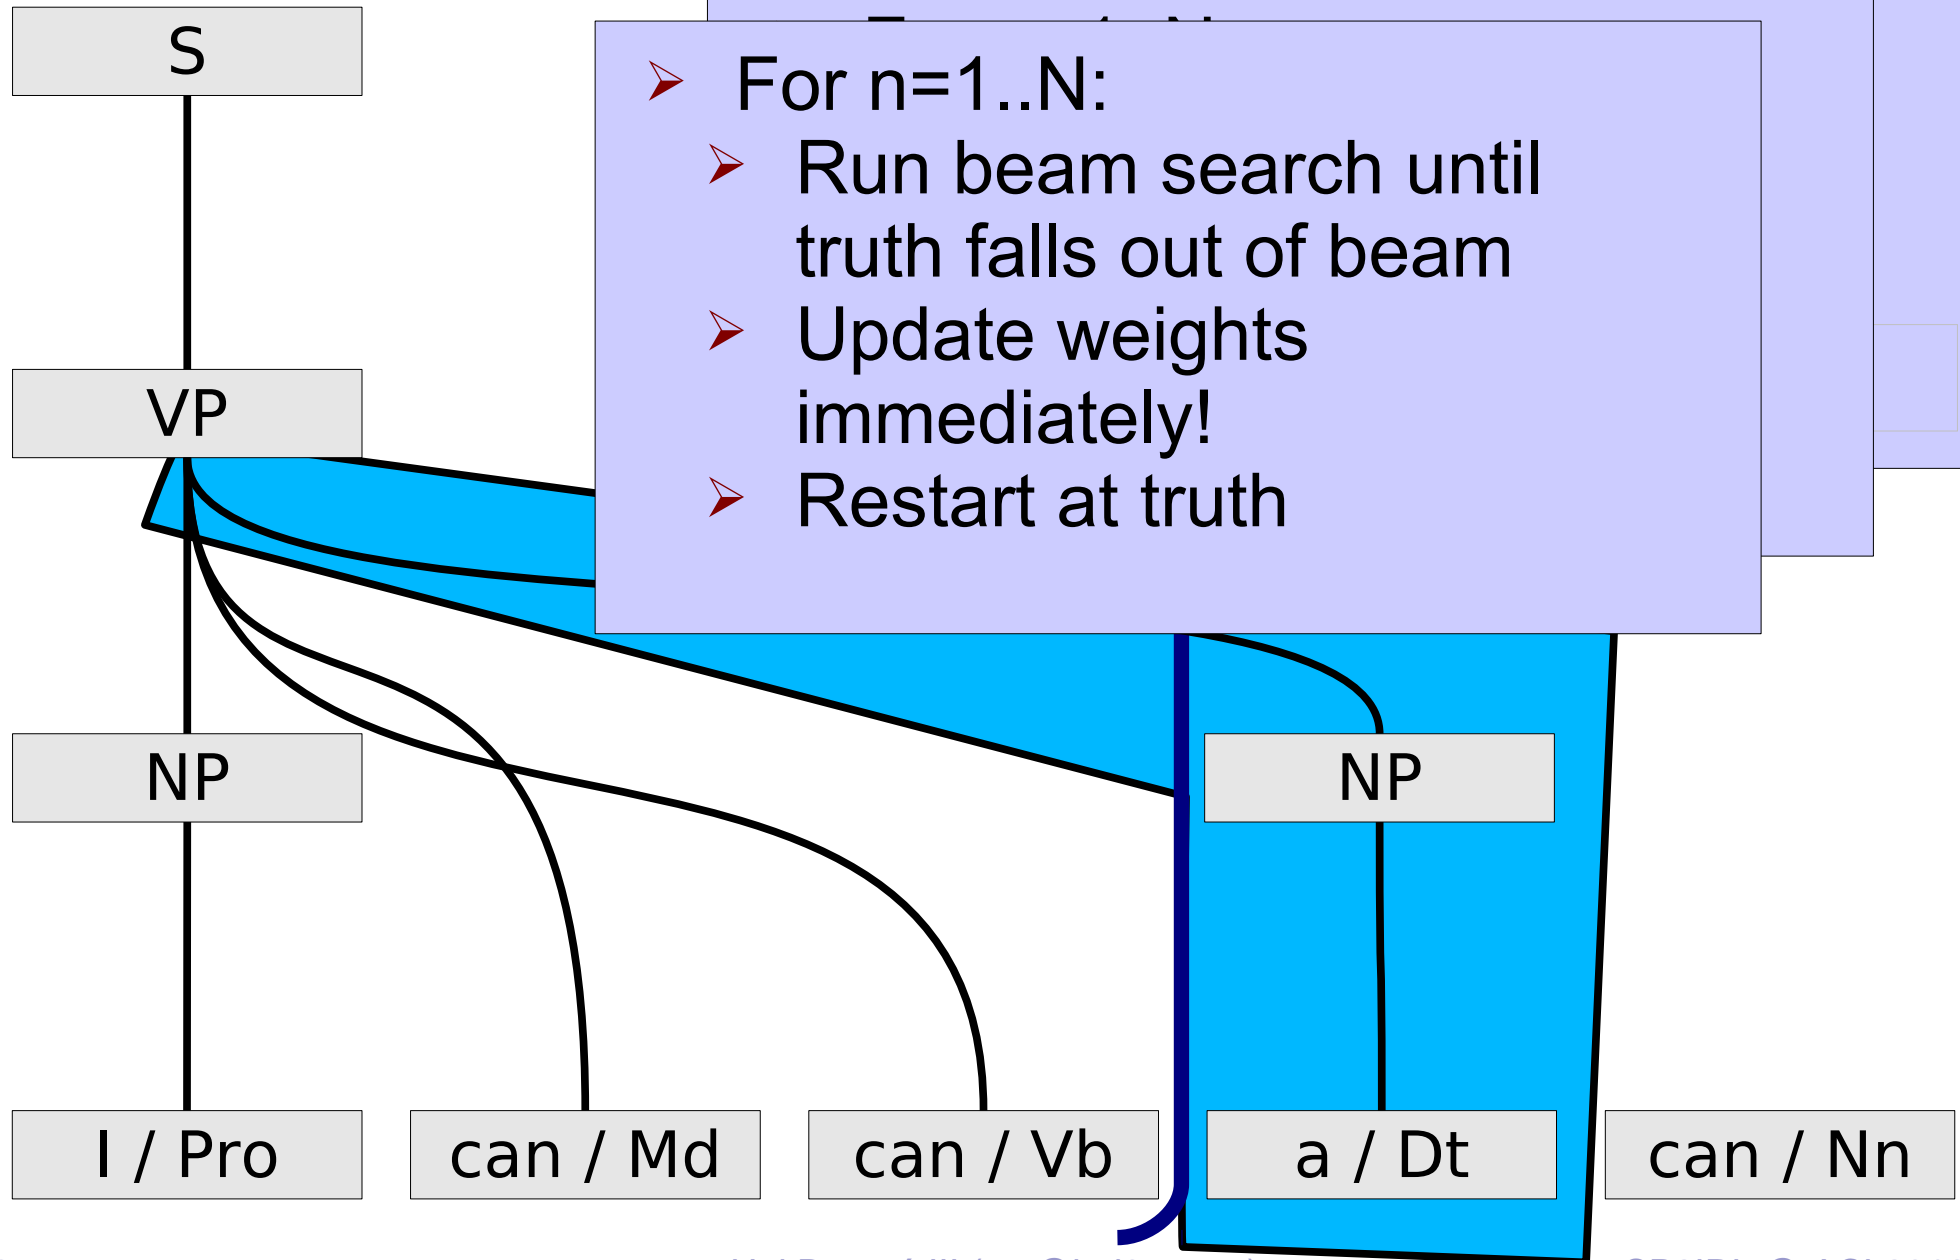 S
For n=1..N:
Run beam search until
truth falls out of beam
Update weights
immediately!
Restart at truth
VP
NP
NP
I / Pro
can / Md
can / Vb
a / Dt
can / Nn